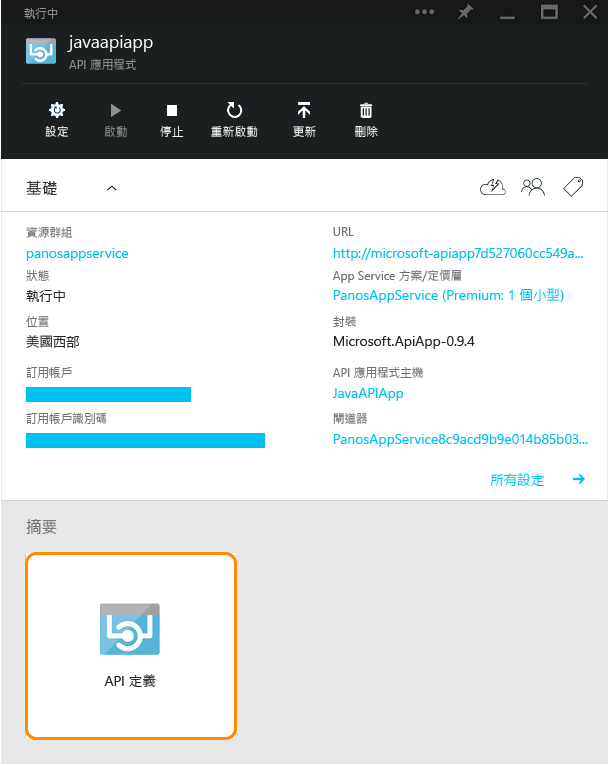 執行中
javaapiapp
API 應用程式
設定
啟動
停止
重新啟動
更新
刪除
基礎
資源群組
panosappservice
狀態
執行中
位置
美國西部
訂用帳戶
訂用帳戶識別碼
URL
http://microsoft-apiapp7d527060cc549a...
App Service 方案/定價層
PanosAppService (Premium: 1 個小型)
封裝
Microsoft.ApiApp-0.9.4
API 應用程式主機
JavaAPIApp
閘道器
PanosAppService8c9acd9b9e014b85b03...
所有設定
摘要
API 定義